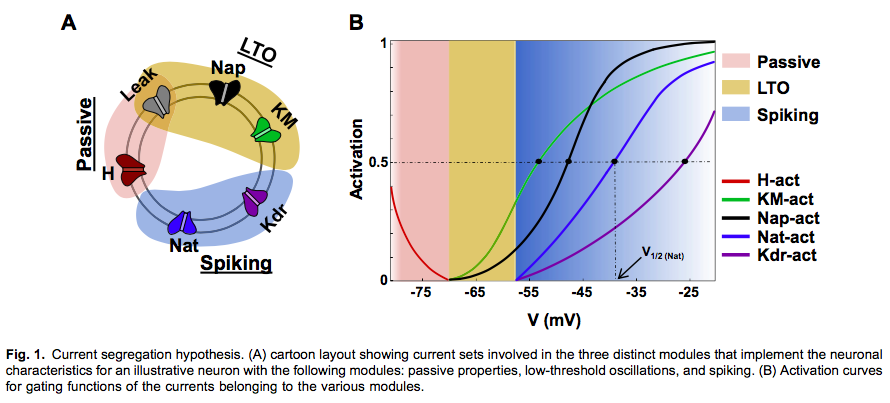 A
B
LTO
Nap
Leak
KM
Passive
H
Kdr
Nat
Spiking
1
0.5
0
Activation
V1/2 (Nat)
-75 -65 -55 -45 -35 -25
V (mV)
Passive
LTO
Spiking
H-act
KM-act
Nap-act
Nat-act
Kdr-act
Fig. 1. Current segregation hypothesis. (A) cartoon layout showing current sets involved in the three distinct modules that implement the neuronal
characteristics for an illustrative neuron with the following modules: passive properties, low-threshold oscillations, and spiking. (B) Activation curves
for gating functions of the currents belonging to the various modules.